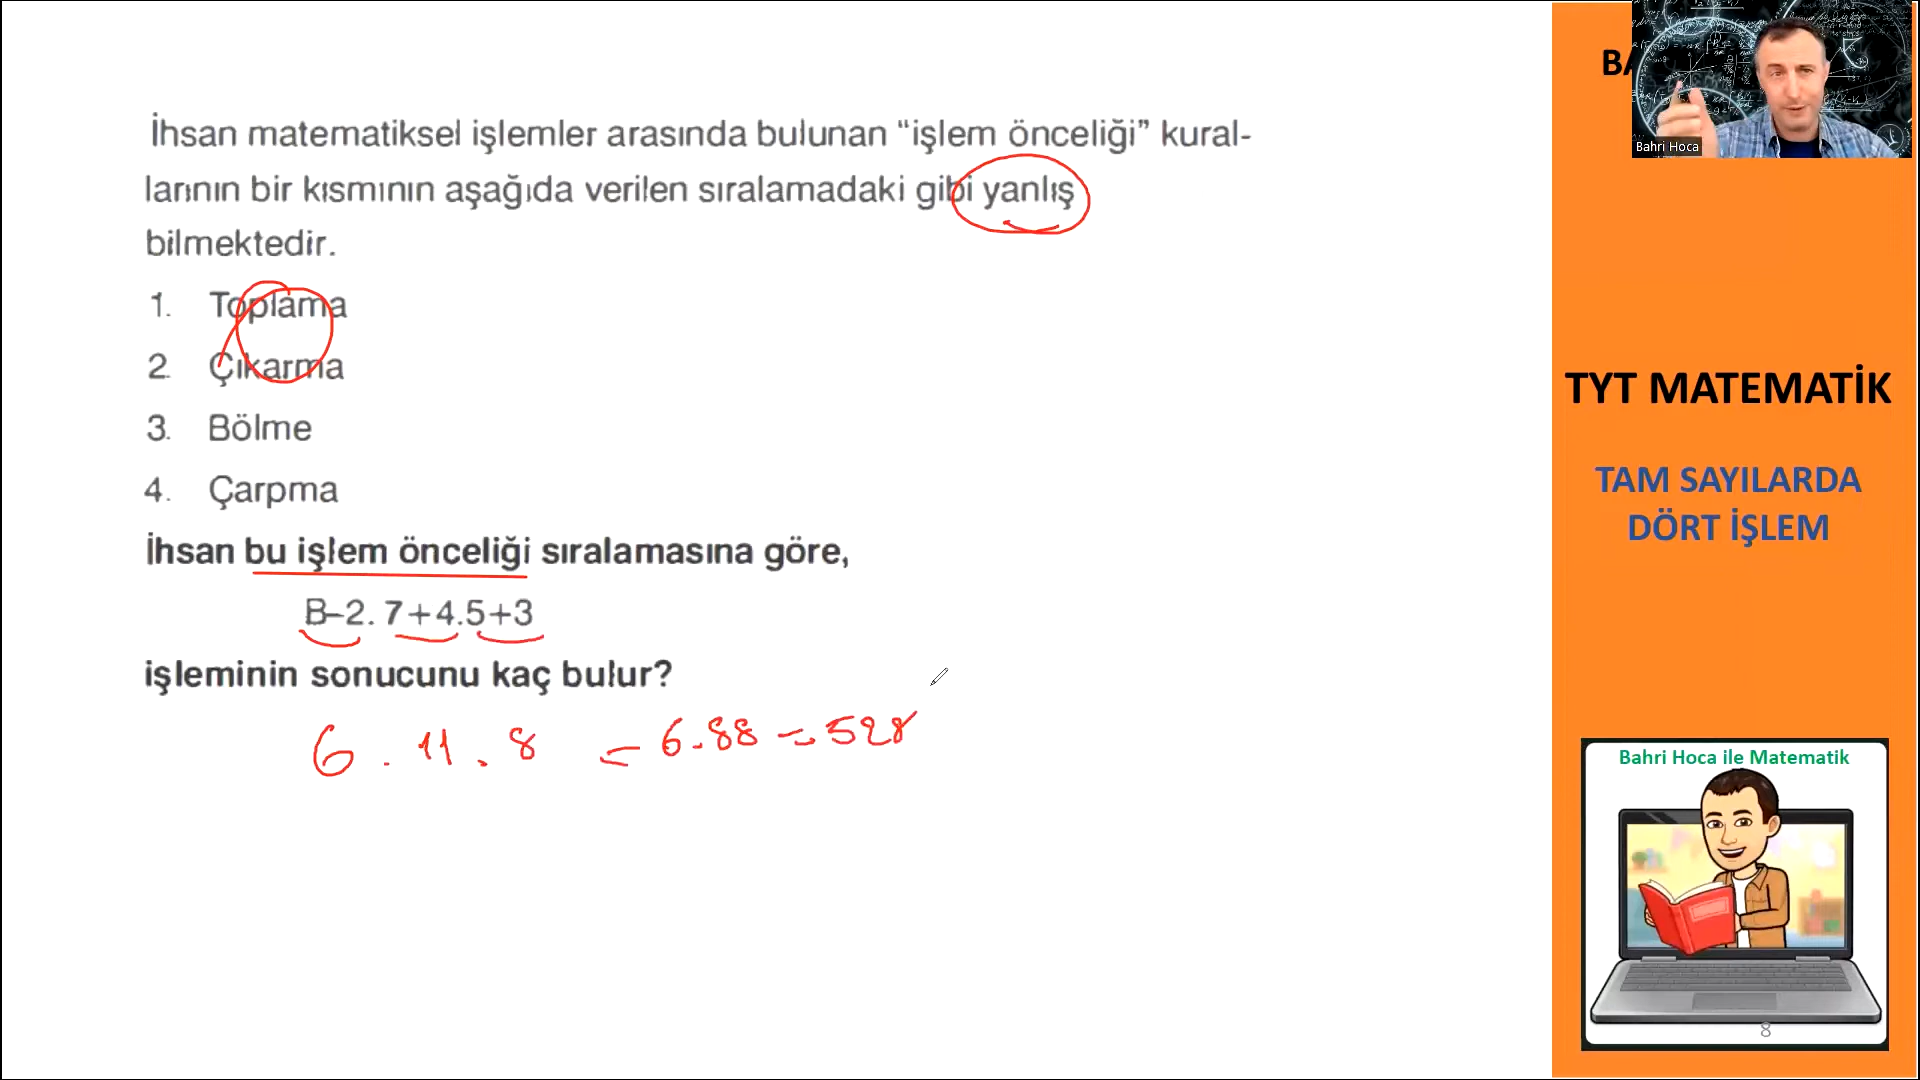 İhsan matematiksel işlemler arasında bulunan “işlem önceliği” kural-
larının bir kısmının aşağıda verilen sıralamadaki gibi yanlış
bilmektedir.
1. Toplama
2. Çıkarma
3. Bölme
4. Çarpma
İhsan bu işlem önceliği sıralamasına göre,
B–2. 7+4.5+3
işleminin sonucunu kaç bulur?
6 . 11 . 8 = 6.88 = 528
Bahri Hoca
TYT MATEMATİK
TAM SAYILARDA
DÖRT İŞLEM
Bahri Hoca ile Matematik
8